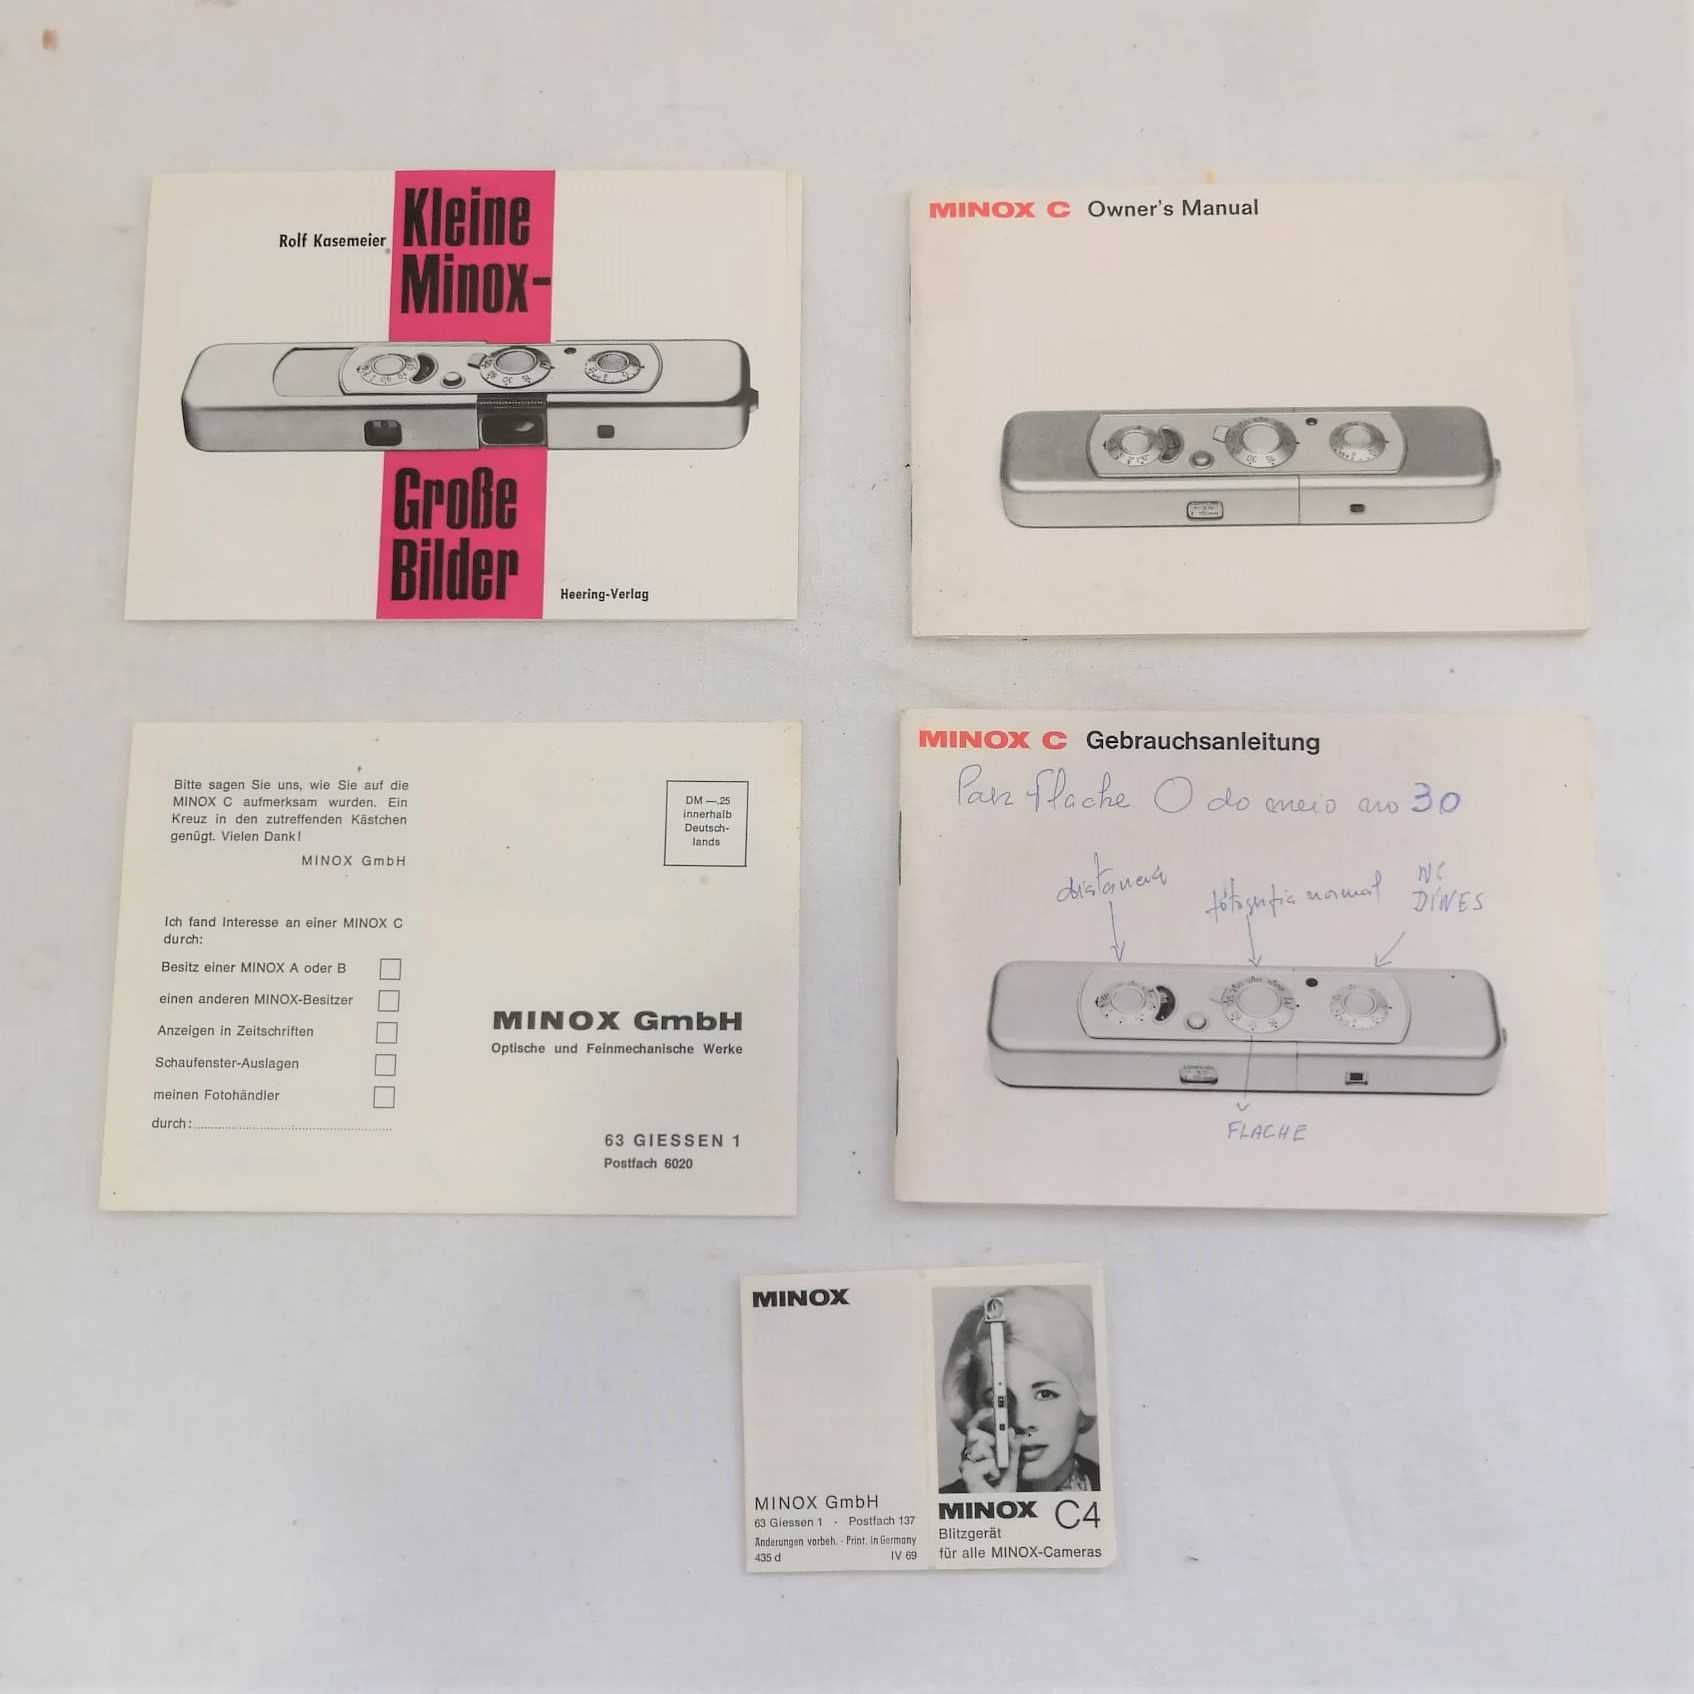 Rolf Kasemeier
Kleine
Minox-
Große
Bilder
Heering-Verlag
MINOX C Owner's Manual
Bitte sagen Sie uns, wie Sie auf die
MINOX C aufmerksam wurden. Ein
Kreuz in den zutreffenden Kästchen
genügt. Vielen Dank!
MINOX GmbH
DM —.25
innerhalb
Deutsch-
lands
Ich fand Interesse an einer MINOX C
durch:
Besitz einer MINOX A oder B
einen anderen MINOX-Besitzer
Anzeigen in Zeitschriften
Schaufenster-Auslagen
meinen Fotohändler
durch:
MINOX GmbH
Optische und Feinmechanische Werke
63 GIESSEN 1
Postfach 6020
MINOX C Gebrauchsanleitung
Flache O do meio no 30
distancia
fotografia normal
DINES
FLACHE
MINOX
MINOX GmbH
63 Giessen 1 - Postfach 137
Änderungen vorbeh. - Print. in Germany
435 d IV 69
MINOX C4
Blitzgerät
für alle MINOX-Cameras